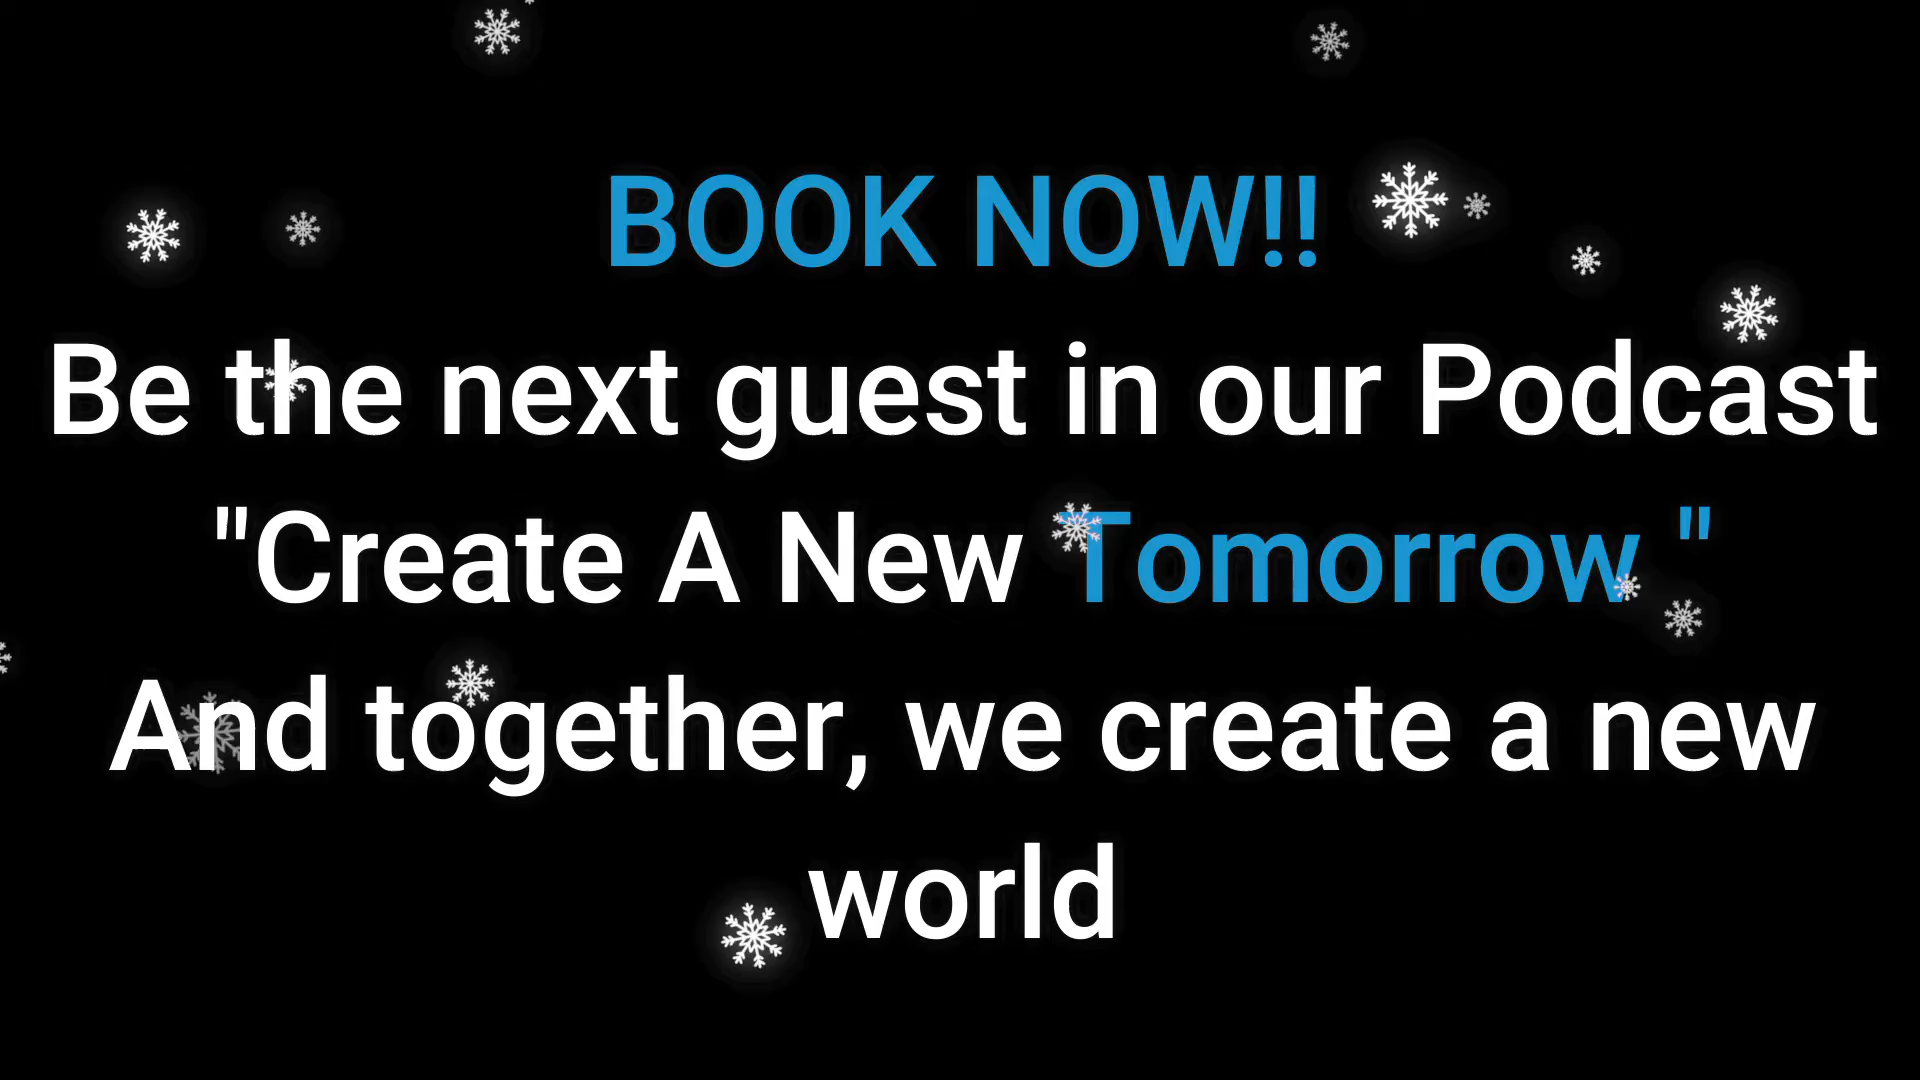 BOOK NOW!!
Be the next guest in our Podcast
"Create A New Tomorrow "
And together, we create a new
world